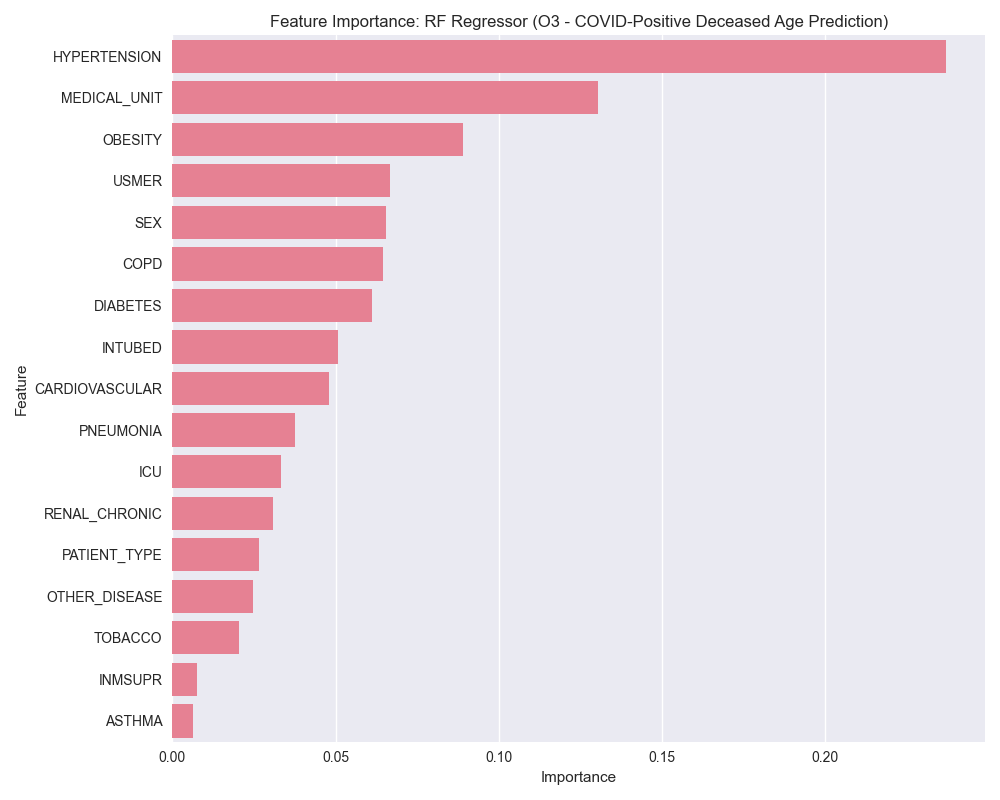 Feature Importance: RF Regressor (O3 - COVID-Positive Deceased Age Prediction)
HYPERTENSION
MEDICAL_UNIT
OBESITY
USMER
SEX
COPD
DIABETES
INTUBED
CARDIOVASCULAR
PNEUMONIA
ICU
RENAL_CHRONIC
PATIENT_TYPE
OTHER_DISEASE
TOBACCO
INMSUPR
ASTHMA
Feature
0.00 0.05 0.10 0.15 0.20
Importance